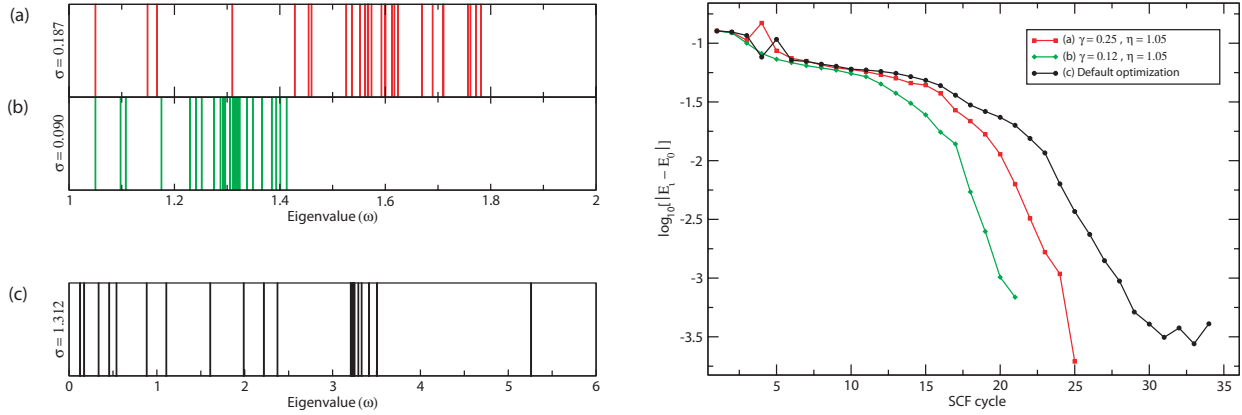 (a)
σ = 0.187
(b)
σ = 0.090
1 1.2 1.4 1.6 1.8 2
Eigenvalue (ω)
(c)
σ = 1.312
0 1 2 3 4 5 6
Eigenvalue (ω)
-1
-1.5
-2
-2.5
-3
-3.5
log10[ |Eι − E0| ]
(a) γ = 0.25 , η = 1.05
(b) γ = 0.12 , η = 1.05
(c) Default optimization
0 5 10 15 20 25 30 35
SCF cycle